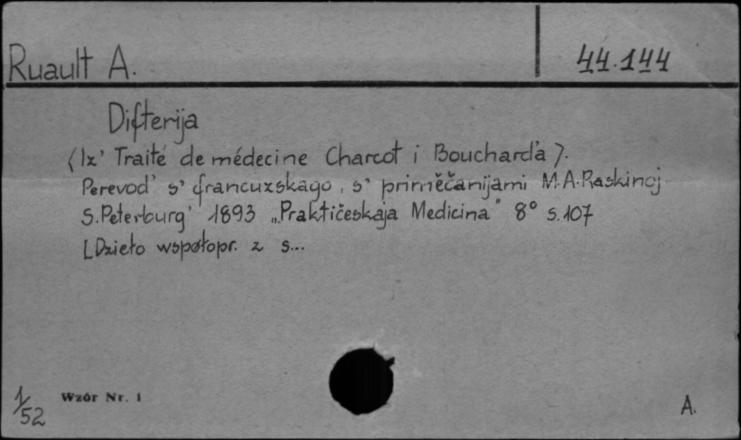 Ruault A.
44.144
Difterija
(Iz' Traité de médecine Charcot i Bouchard'a).
Perevod' s' francuzskago, s' priměčanijami M.A.Raskinoj
S.Peterburg' 1893 „Praktičeskaja Medicina" 8° s.107
[Dzieło współopr. z s...
1/52
Wzór Nr. 1
A.